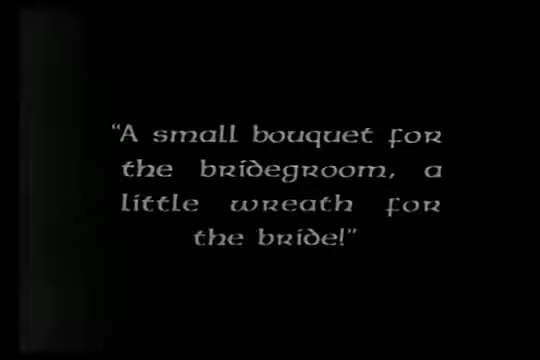 “A small bouquet for
the bridegroom, a
little wreath for
the bride!”